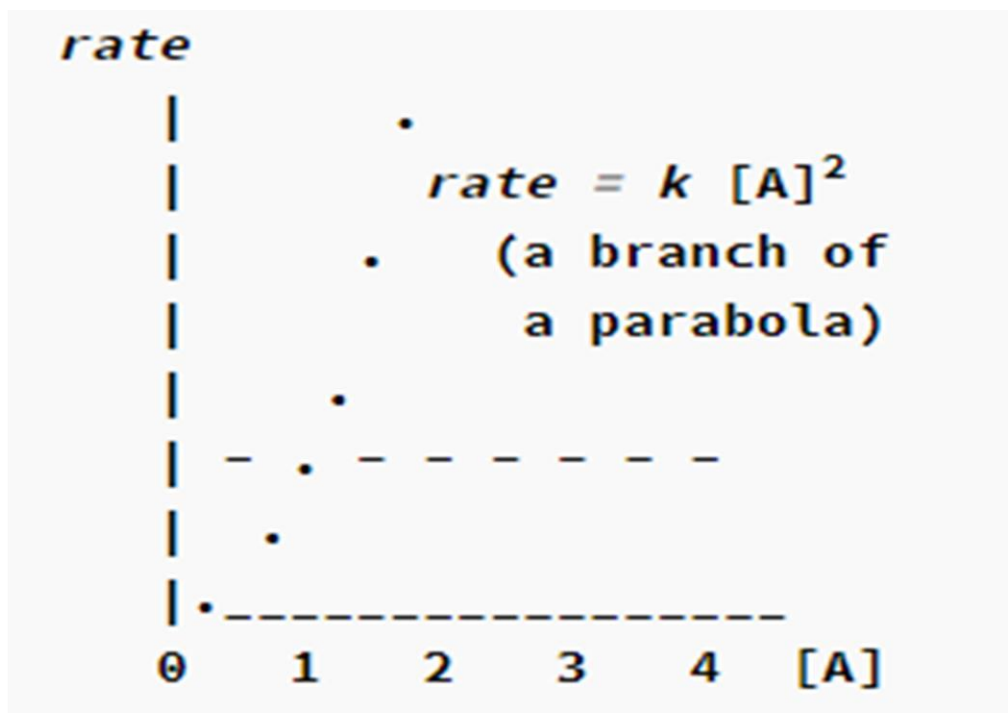 rate
rate = k [A]²
(a branch of
a parabola)
0 1 2 3 4 [A]